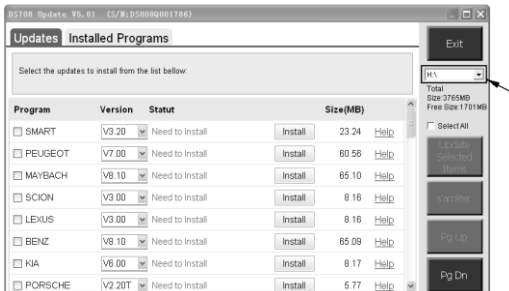 DS708 Update V5.01 (S/N:DS008Q001786)
Updates Installed Programs
Exit
Select the updates to install from the list bellow:
H:\
Total
Size:3765MB
Free Size:1701MB
Program Version Statut Size(MB)
Select All
SMART V3.20 Need to Install Install 23.24 Help
Update
Selected
Items
PEUGEOT V7.00 Need to Install Install 60.56 Help
MAYBACH V8.10 Need to Install Install 65.10 Help
SCION V3.00 Need to Install Install 8.16 Help
s'arrêter
LEXUS V3.00 Need to Install Install 8.16 Help
BENZ V8.10 Need to Install Install 65.09 Help
Pg Up
KIA V6.00 Need to Install Install 8.17 Help
PORSCHE V2.20T Need to Install Install 5.77 Help
Pg Dn